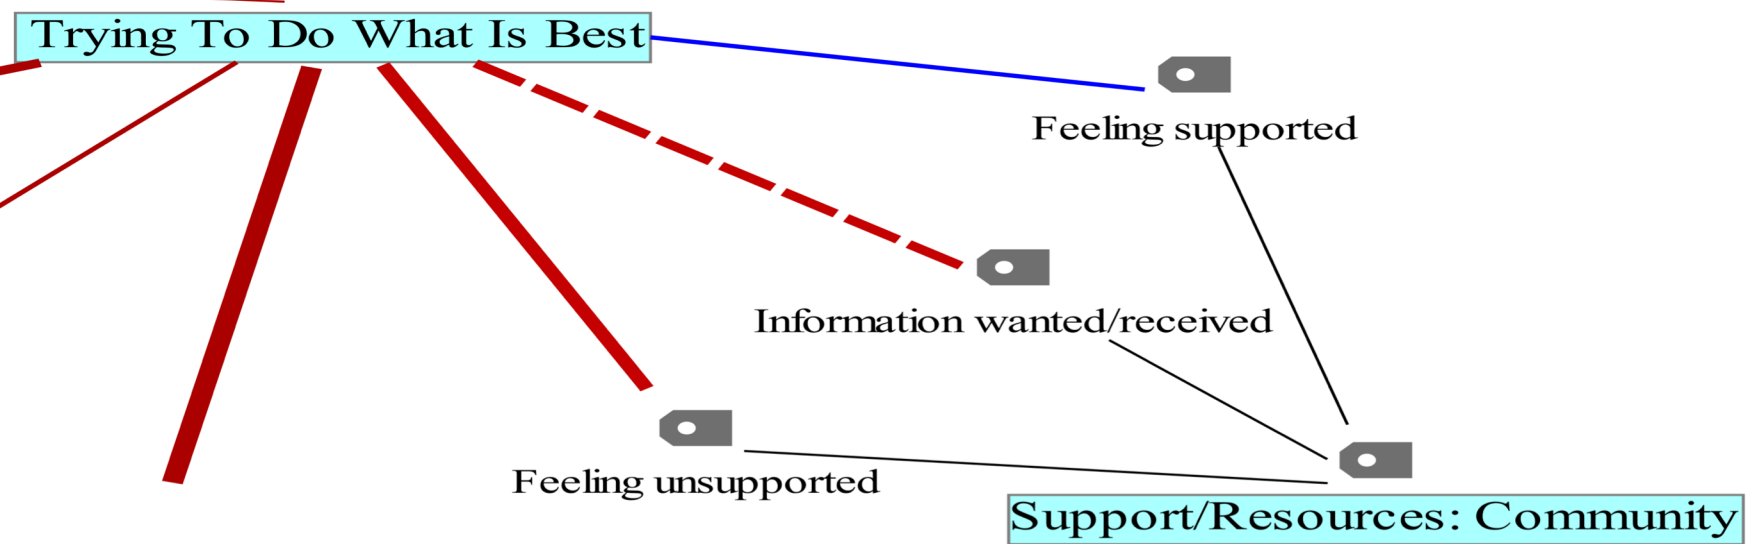 Trying To Do What Is Best
Feeling supported
Information wanted/received
Feeling unsupported
Support/Resources: Community